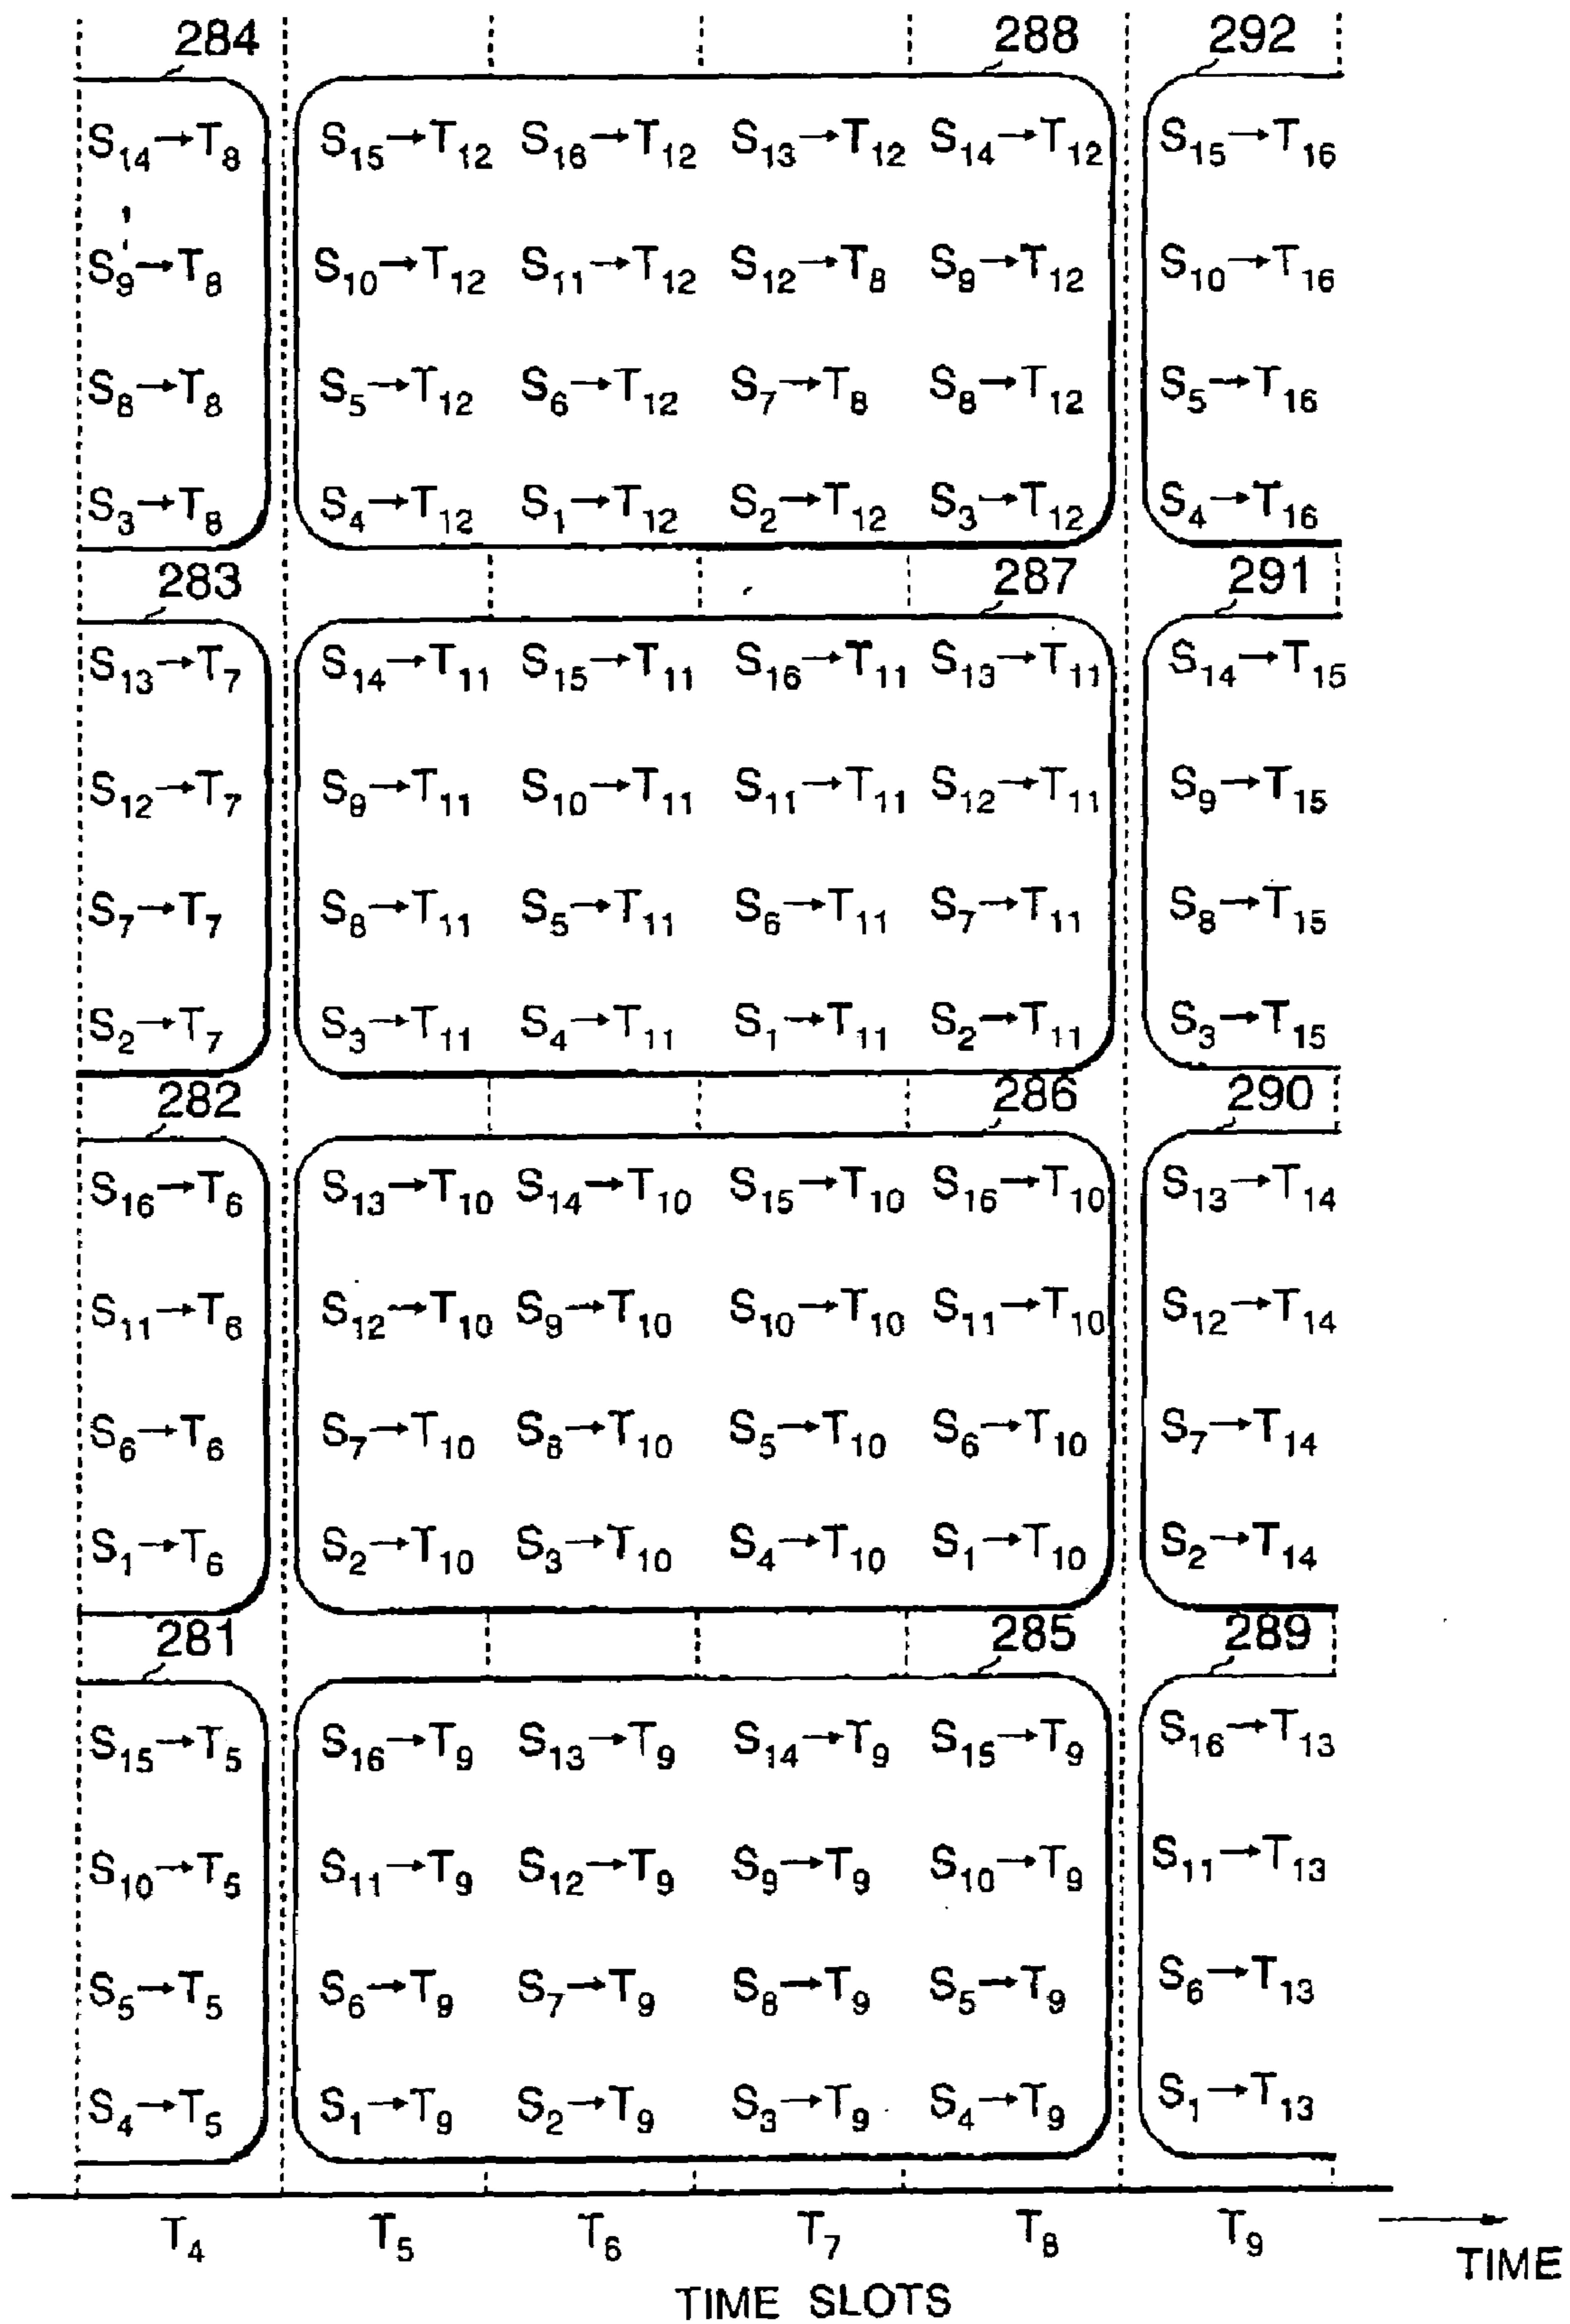 284 288 292
S14→T8 S15→T12 S16→T12 S13→T12 S14→T12 S15→T16
S9→T8 S10→T12 S11→T12 S12→T8 S9→T12 S10→T16
S8→T8 S5→T12 S6→T12 S7→T8 S8→T12 S5→T16
S3→T8 S4→T12 S1→T12 S2→T12 S3→T12 S4→T16
283 287 291
S13→T7 S14→T11 S15→T11 S16→T11 S13→T11 S14→T15
S12→T7 S9→T11 S10→T11 S11→T11 S12→T11 S9→T15
S7→T7 S8→T11 S5→T11 S6→T11 S7→T11 S8→T15
S2→T7 S3→T11 S4→T11 S1→T11 S2→T11 S3→T15
282 286 290
S16→T6 S13→T10 S14→T10 S15→T10 S16→T10 S13→T14
S11→T6 S12→T10 S9→T10 S10→T10 S11→T10 S12→T14
S6→T6 S7→T10 S8→T10 S5→T10 S6→T10 S7→T14
S1→T6 S2→T10 S3→T10 S4→T10 S1→T10 S2→T14
281 285 289
S15→T5 S16→T9 S13→T9 S14→T9 S15→T9 S16→T13
S10→T5 S11→T9 S12→T9 S9→T9 S10→T9 S11→T13
S5→T5 S6→T9 S7→T9 S8→T9 S5→T9 S6→T13
S4→T5 S1→T9 S2→T9 S3→T9 S4→T9 S1→T13
T4 T5 T6 T7 T8 T9
TIME
TIME SLOTS